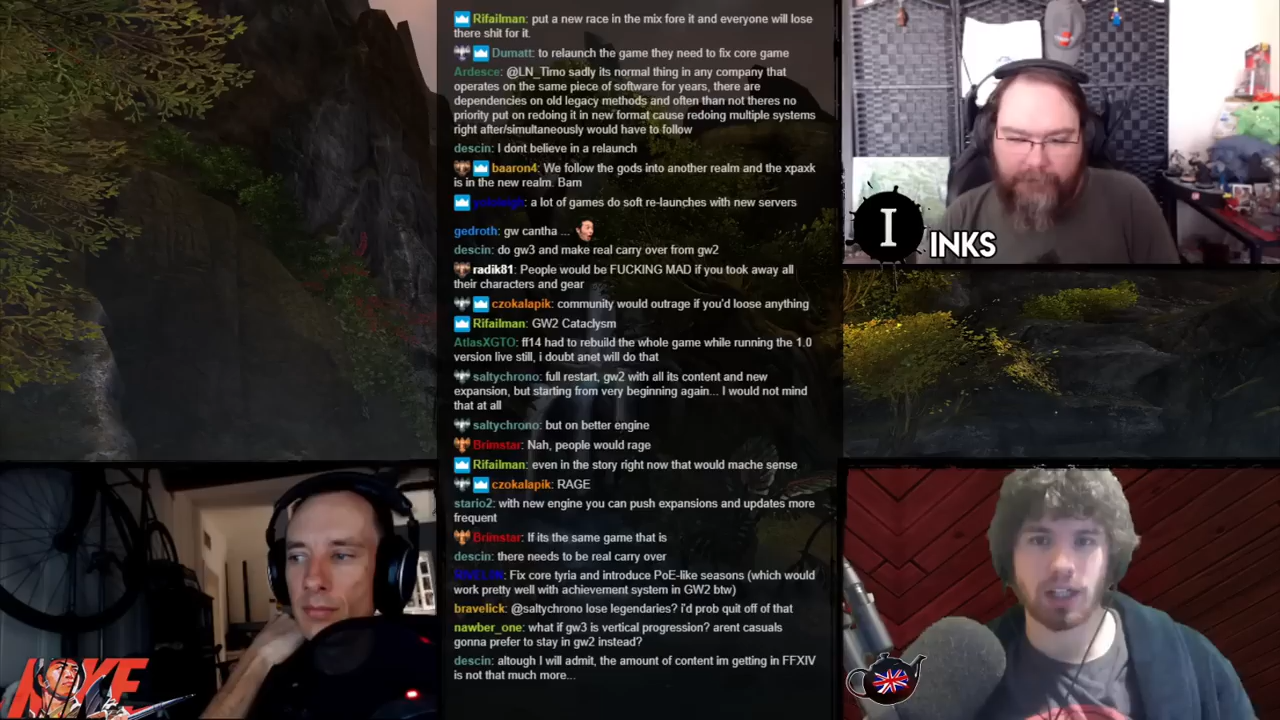 Rifailman: put a new race in the mix fore it and everyone will lose
there shit for it.
Dumatt: to relaunch the game they need to fix core game
Ardesce: @LN_Timo sadly its normal thing in any company that
operates on the same piece of software for years, there are
dependencies on old legacy methods and often than not theres no
priority put on redoing it in new format cause redoing multiple systems
right after/simultaneously would have to follow
descin: I dont believe in a relaunch
baaron4: We follow the gods into another realm and the xpaxk
is in the new realm. Bam
: a lot of games do soft re-launches with new servers
gedroth: gw cantha ...
descin: do gw3 and make real carry over from gw2
radik81: People would be FUCKING MAD if you took away all
their characters and gear
czokalapik: community would outrage if you'd loose anything
Rifailman: GW2 Cataclysm
AtlasXGTO: ff14 had to rebuild the whole game while running the 1.0
version live still, i doubt anet will do that
saltychrono: full restart, gw2 with all its content and new
expansion, but starting from very beginning again... I would not mind
that at all
saltychrono: but on better engine
Brimstar: Nah, people would rage
Rifailman: even in the story right now that would mache sense
czokalapik: RAGE
stario2: with new engine you can push expansions and updates more
frequent
Brimstar: If its the same game that is
descin: there needs to be real carry over
: Fix core tyria and introduce PoE-like seasons (which would
work pretty well with achievement system in GW2 btw)
bravelick: @saltychrono lose legendaries? i'd prob quit off of that
nawber_one: what if gw3 is vertical progression? arent casuals
gonna prefer to stay in gw2 instead?
descin: altough I will admit, the amount of content im getting in FFXIV
is not that much more...
I
INKS